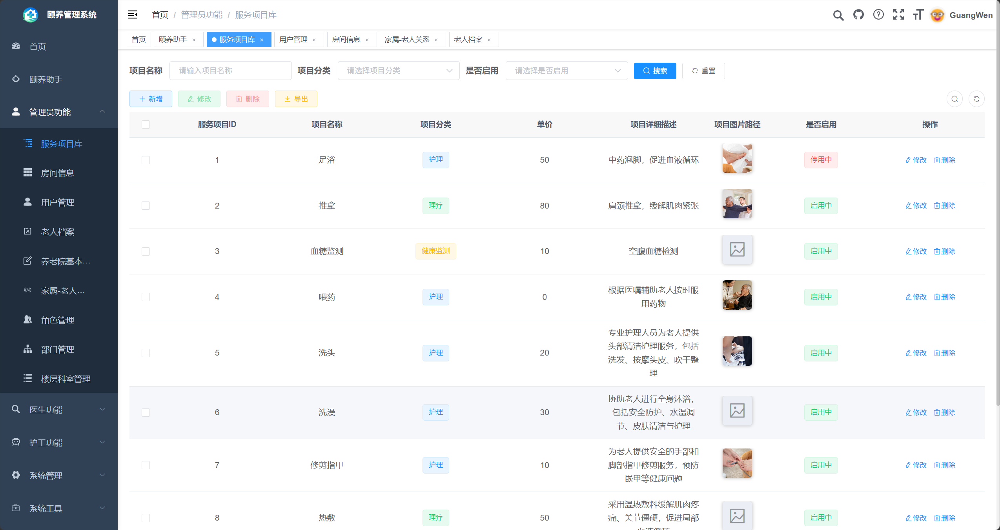 颐养管理系统
首页
颐养助手
管理员功能
服务项目库
房间信息
用户管理
老人档案
养老院基本...
家属-老人...
角色管理
部门管理
楼层科室管理
医生功能
护工功能
系统管理
系统工具
首页 / 管理员功能 / 服务项目库
GuangWen
首页 颐养助手 × 服务项目库 × 用户管理 × 房间信息 × 家属-老人关系 × 老人档案 ×
项目名称 请输入项目名称 项目分类 请选择项目分类 是否启用 请选择是否启用 搜索 重置
新增 修改 删除 导出
服务项目ID 项目名称 项目分类 单价 项目详细描述 项目图片路径 是否启用 操作
1 足浴 护理 50 中药泡脚，促进血液循环 停用中 修改 删除
2 推拿 理疗 80 肩颈推拿，缓解肌肉紧张 启用中 修改 删除
3 血糖监测 健康监测 10 空腹血糖检测 启用中 修改 删除
4 喂药 护理 0 根据医嘱辅助老人按时服
用药物 启用中 修改 删除
5 洗头 护理 20 专业护理人员为老人提供
头部清洁护理服务，包括
洗发、按摩头皮、吹干整
理 启用中 修改 删除
6 洗澡 护理 30 协助老人进行全身沐浴，
包括安全防护、水温调
节、皮肤清洁与护理 启用中 修改 删除
7 修剪指甲 护理 10 为老人提供安全的手部和
脚部指甲修剪服务，预防
嵌甲等健康问题 启用中 修改 删除
8 热敷 理疗 50 采用温热敷料缓解肌肉疼
痛、关节僵硬，促进局部 启用中 修改 删除